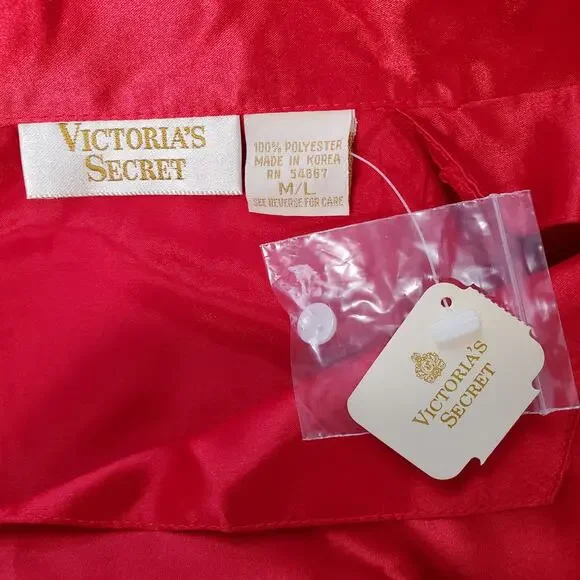 VICTORIA'S
SECRET
100% POLYESTER
MADE IN KOREA
RN 54867
M/L
SEE REVERSE FOR CARE
VICTORIA'S
SECRET